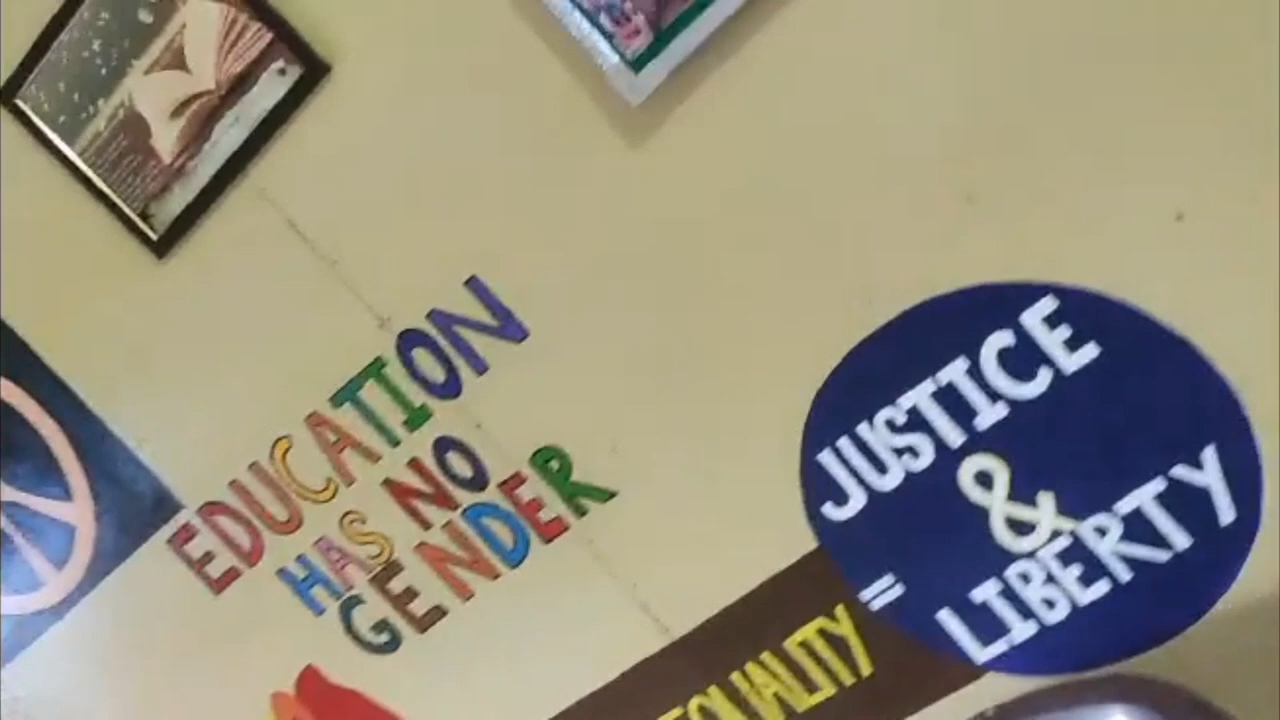 EDUCATION
HAS NO
GENDER
EQUALITY =
JUSTICE
&
LIBERTY